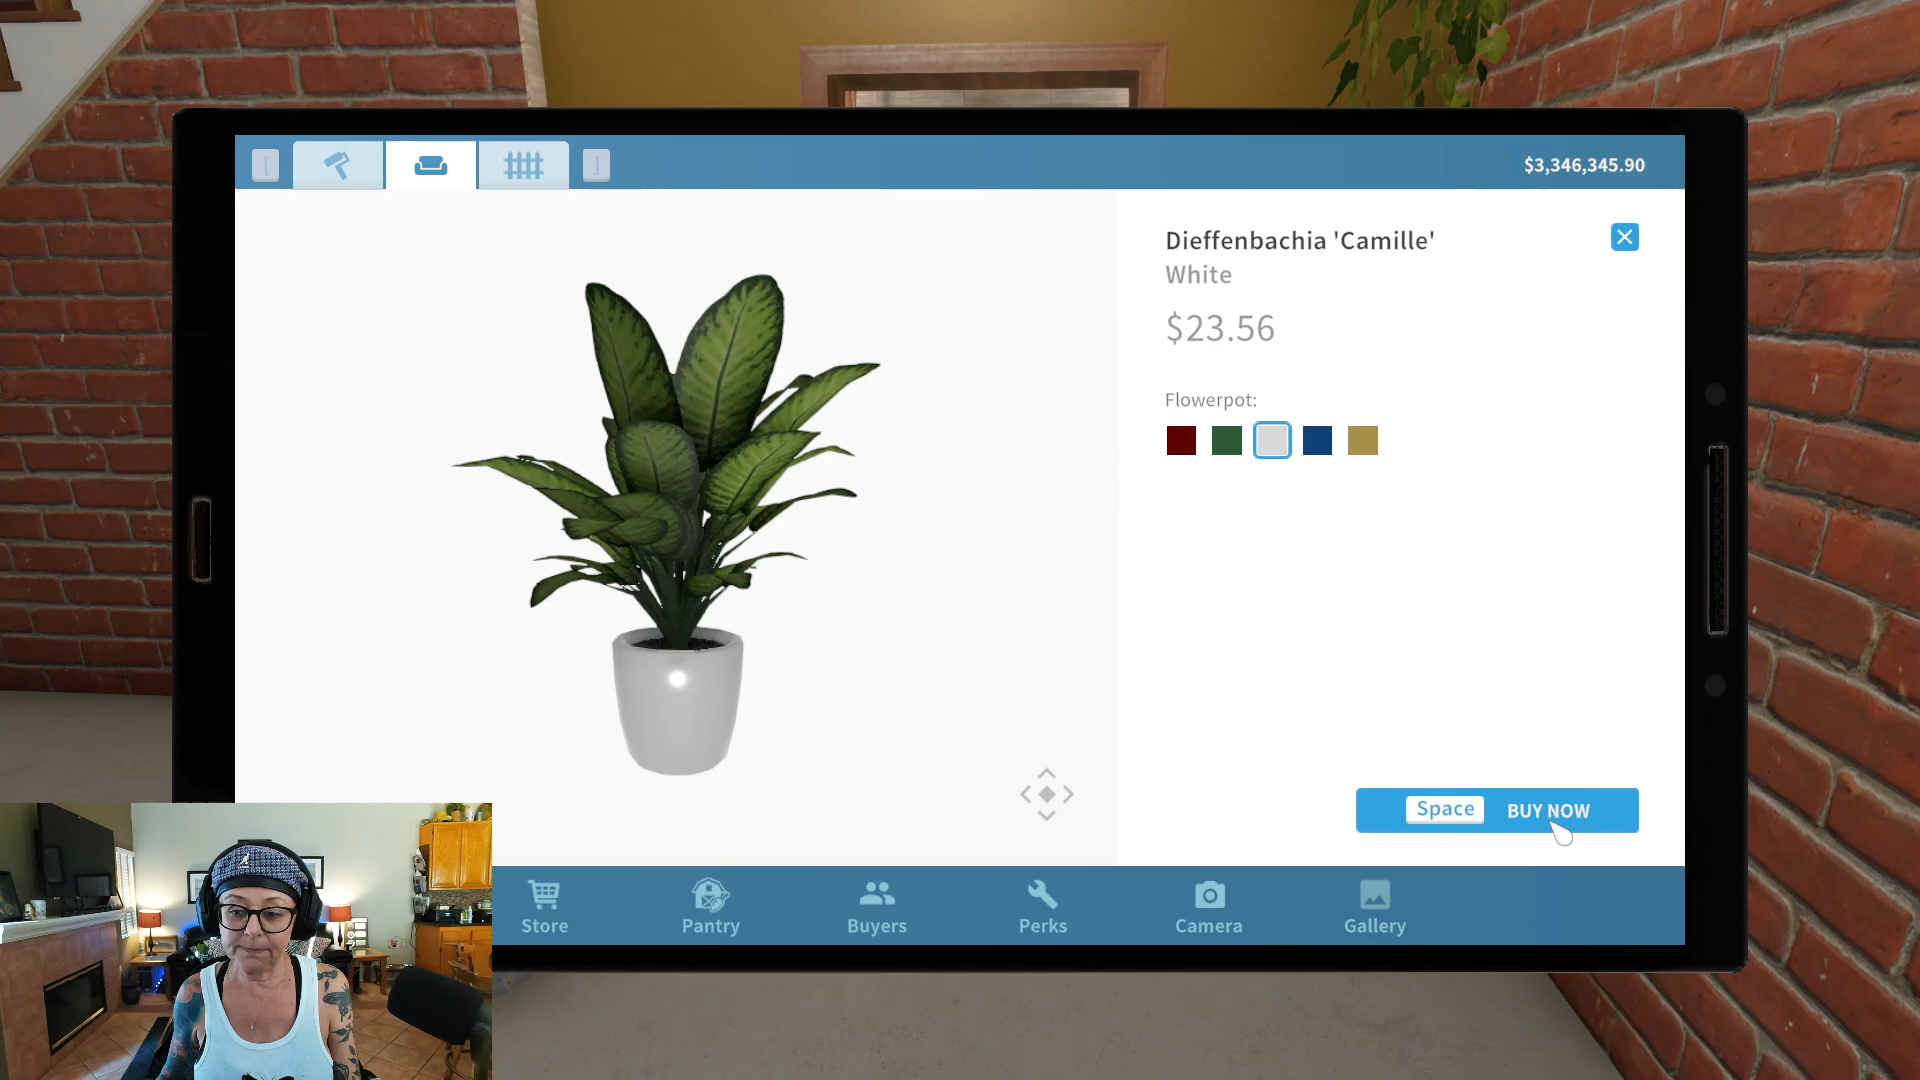 [
]
$3,346,345.90
Dieffenbachia 'Camille'
White
$23.56
Flowerpot:
Space BUY NOW
Store
Pantry
Buyers
Perks
Camera
Gallery